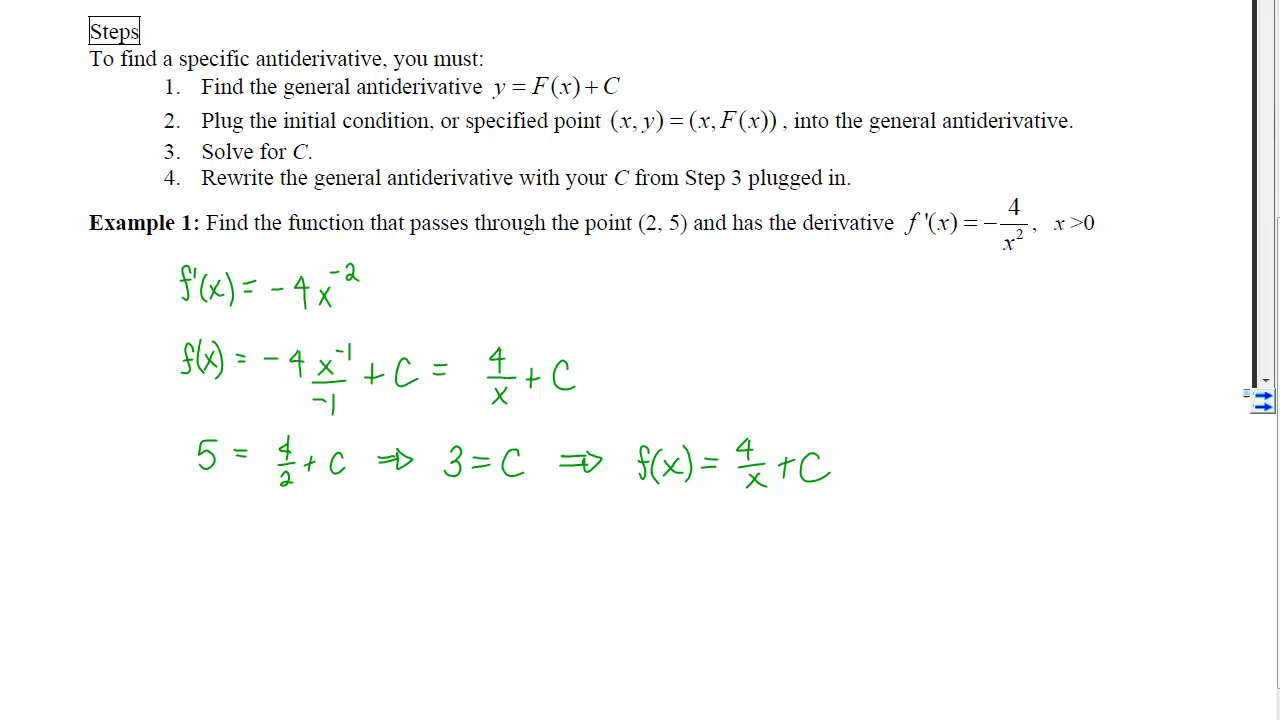 Steps
To find a specific antiderivative, you must:
1. Find the general antiderivative y = F(x) + C
2. Plug the initial condition, or specified point (x, y) = (x, F(x)), into the general antiderivative.
3. Solve for C.
4. Rewrite the general antiderivative with your C from Step 3 plugged in.
Example 1: Find the function that passes through the point (2, 5) and has the derivative f '(x) = −4/x², x >0
f'(x) = −4x⁻²
f(x) = −4 x⁻¹/−1 + C = 4/x + C
5 = 4/2 + C ⇒ 3 = C ⇒ f(x) = 4/x + C